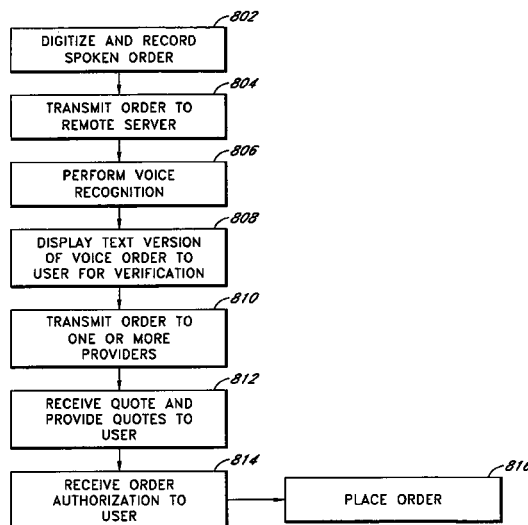 802
DIGITIZE AND RECORD
SPOKEN ORDER
804
TRANSMIT ORDER TO
REMOTE SERVER
806
PERFORM VOICE
RECOGNITION
808
DISPLAY TEXT VERSION
OF VOICE ORDER TO
USER FOR VERIFICATION
810
TRANSMIT ORDER TO
ONE OR MORE
PROVIDERS
812
RECEIVE QUOTE AND
PROVIDE QUOTES TO
USER
814
RECEIVE ORDER
AUTHORIZATION TO
USER
816
PLACE ORDER